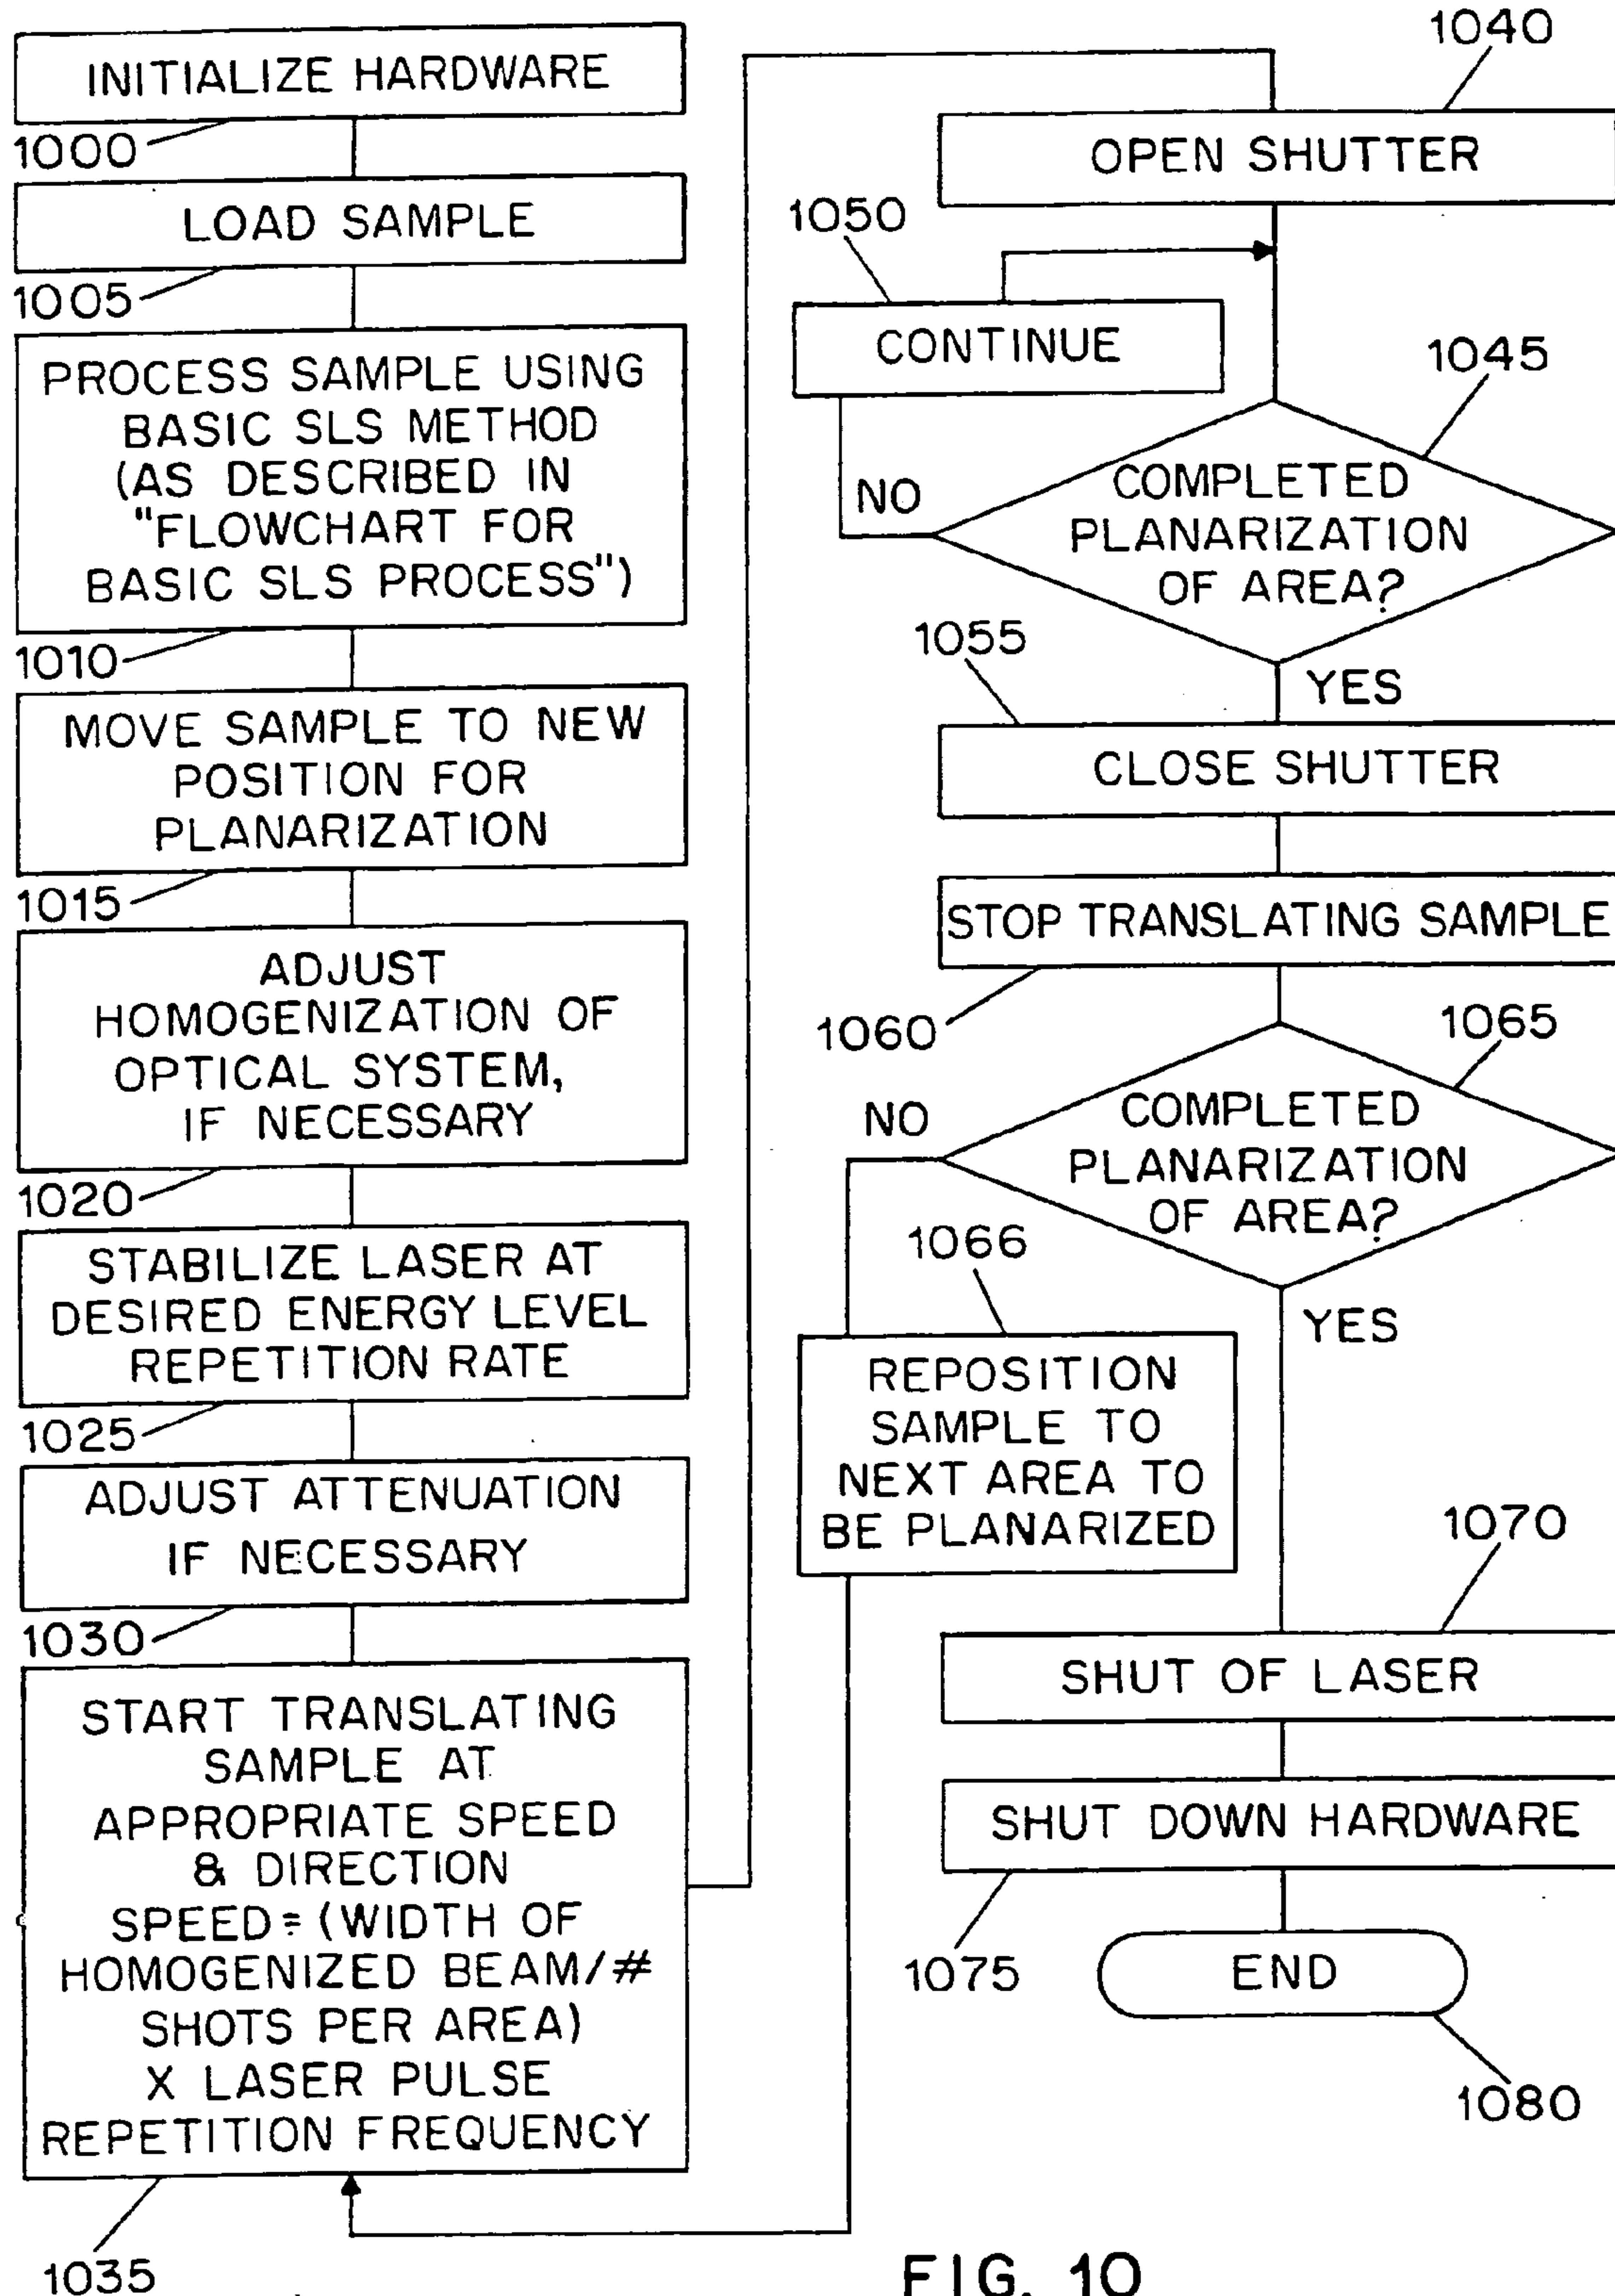 INITIALIZE HARDWARE
1000
LOAD SAMPLE
1005
PROCESS SAMPLE USING
BASIC SLS METHOD
(AS DESCRIBED IN
"FLOWCHART FOR
BASIC SLS PROCESS")
1010
MOVE SAMPLE TO NEW
POSITION FOR
PLANARIZATION
1015
ADJUST
HOMOGENIZATION OF
OPTICAL SYSTEM,
IF NECESSARY
1020
STABILIZE LASER AT
DESIRED ENERGY LEVEL
REPETITION RATE
1025
ADJUST ATTENUATION
IF NECESSARY
1030
START TRANSLATING
SAMPLE AT
APPROPRIATE SPEED
& DIRECTION
SPEED = (WIDTH OF
HOMOGENIZED BEAM/#
SHOTS PER AREA)
X LASER PULSE
REPETITION FREQUENCY
1035
1040
OPEN SHUTTER
1050
CONTINUE
1045
NO
COMPLETED
PLANARIZATION
OF AREA?
1055
YES
CLOSE SHUTTER
STOP TRANSLATING SAMPLE
1060
1065
NO
COMPLETED
PLANARIZATION
OF AREA?
1066
YES
REPOSITION
SAMPLE TO
NEXT AREA TO
BE PLANARIZED
1070
SHUT OF LASER
SHUT DOWN HARDWARE
1075
END
1080
FIG. 10